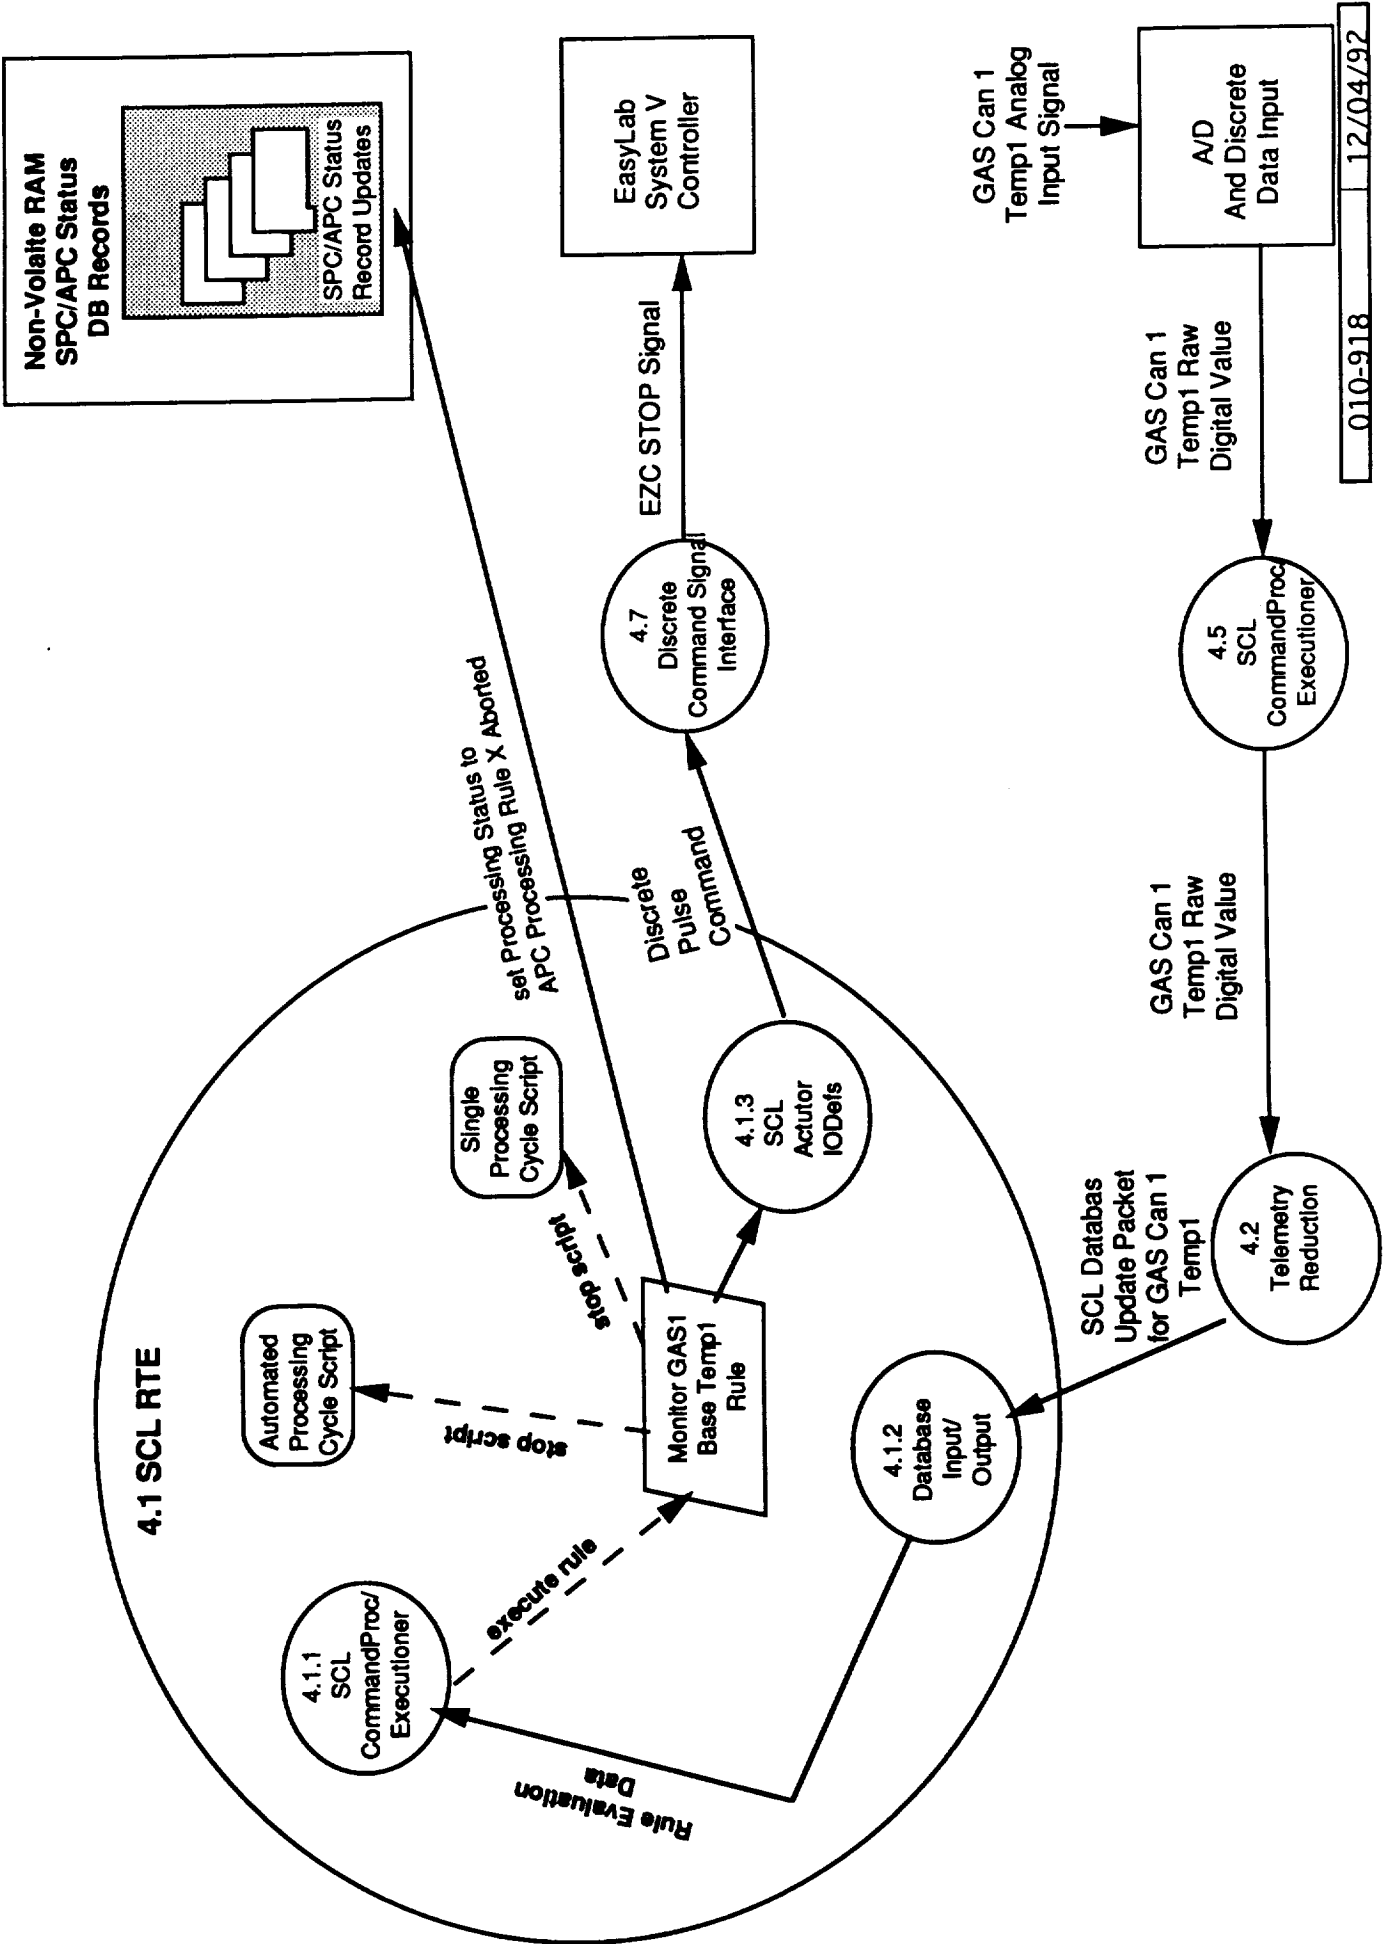 4.1 SCL RTE
4.1.1
SCL
CommandProc/
Executioner
execute rule
Rule Evaluation
Data
Automated
Processing
Cycle Script
stop script
Single
Processing
Cycle Script
stop script
Monitor GAS1
Base Temp1
Rule
4.1.3
SCL
Actutor
IODefs
4.1.2
Database
Input/
Output
set Processing Status to
APC Processing Rule X Aborted
Discrete
Pulse
Command
Non-Volaite RAM
SPC/APC Status
DB Records
SPC/APC Status
Record Updates
4.7
Discrete
Command Signal
Interface
EZC STOP Signal
EasyLab
System V
Controller
SCL Databas
Update Packet
for GAS Can 1
Temp1
4.2
Telemetry
Reduction
GAS Can 1
Temp1 Raw
Digital Value
4.5
SCL
CommandProc/
Executioner
GAS Can 1
Temp1 Raw
Digital Value
GAS Can 1
Temp1 Analog
Input Signal
A/D
And Discrete
Data Input
010-918
12/04/92